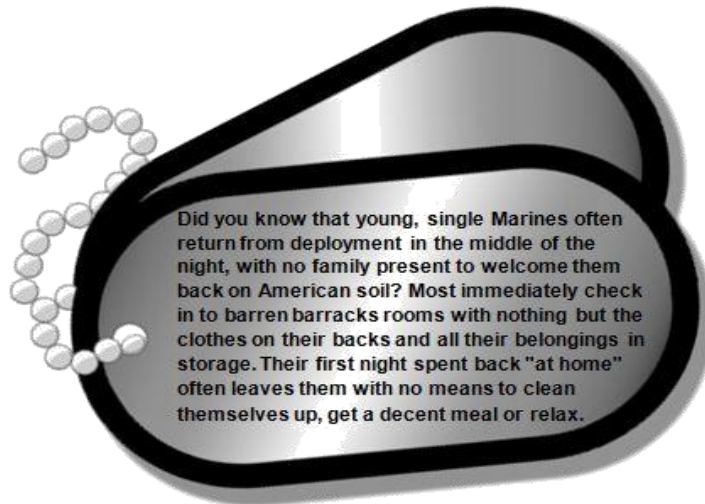 Did you know that young, single Marines often
return from deployment in the middle of the
night, with no family present to welcome them
back on American soil? Most immediately check
in to barren barracks rooms with nothing but the
clothes on their backs and all their belongings in
storage. Their first night spent back "at home"
often leaves them with no means to clean
themselves up, get a decent meal or relax.